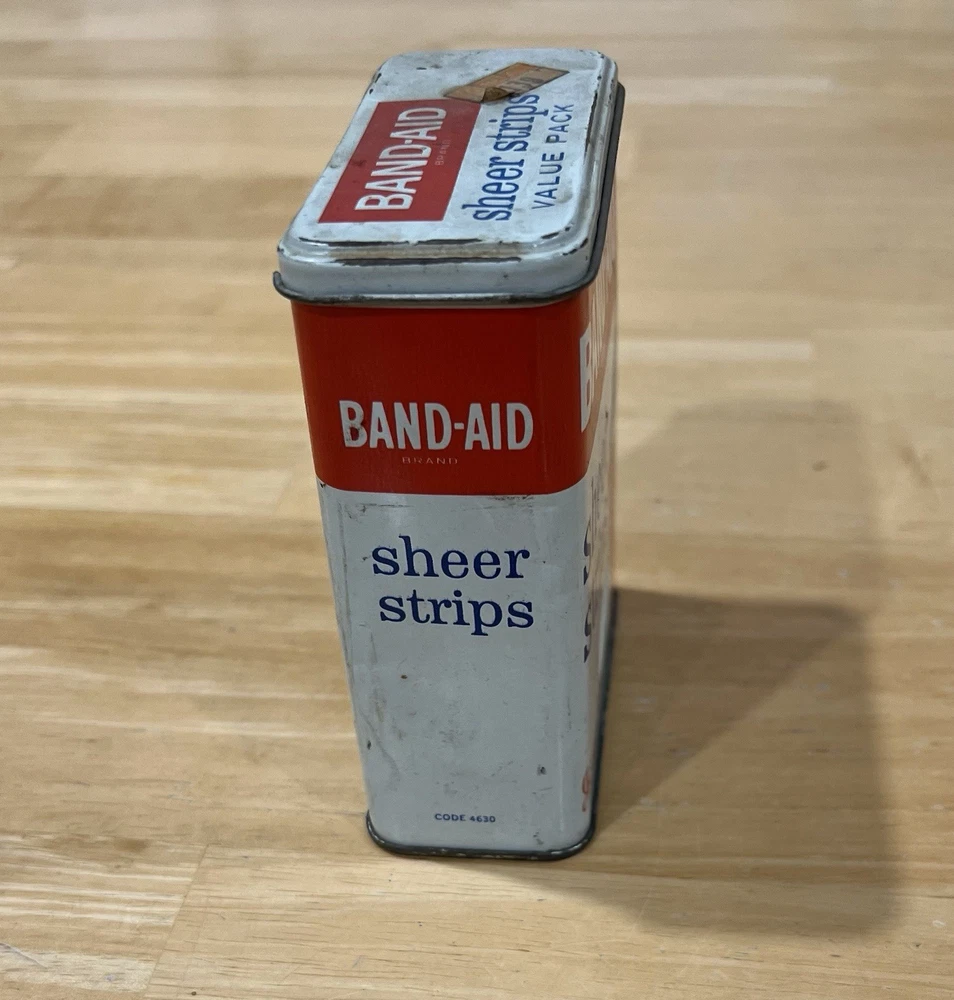 BAND-AID
BRAND
sheer strips
VALUE PACK
BAND-AID
BRAND
sheer
strips
CODE 4630